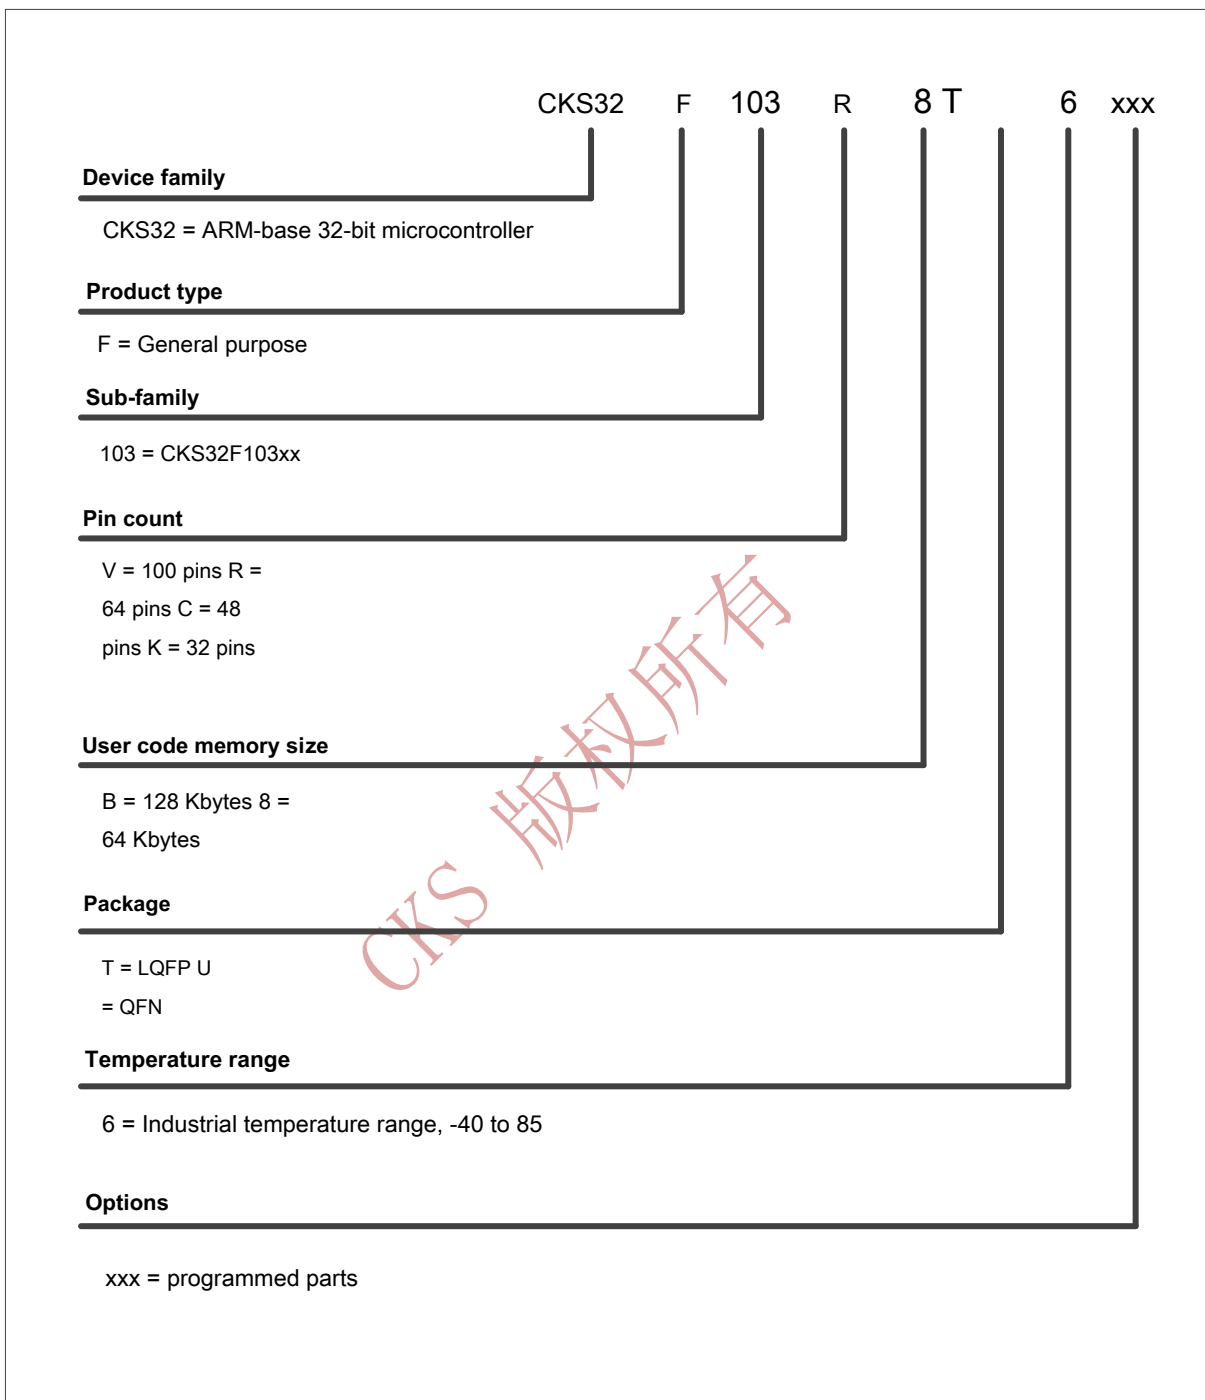 CKS32 F 103 R 8 T 6 xxx
Device family
CKS32 = ARM-base 32-bit microcontroller
Product type
F = General purpose
Sub-family
103 = CKS32F103xx
Pin count
V = 100 pins R =
64 pins C = 48
pins K = 32 pins
User code memory size
B = 128 Kbytes 8 =
64 Kbytes
Package
T = LQFP U
= QFN
Temperature range
6 = Industrial temperature range, -40 to 85
Options
xxx = programmed parts
CKS 版权所有